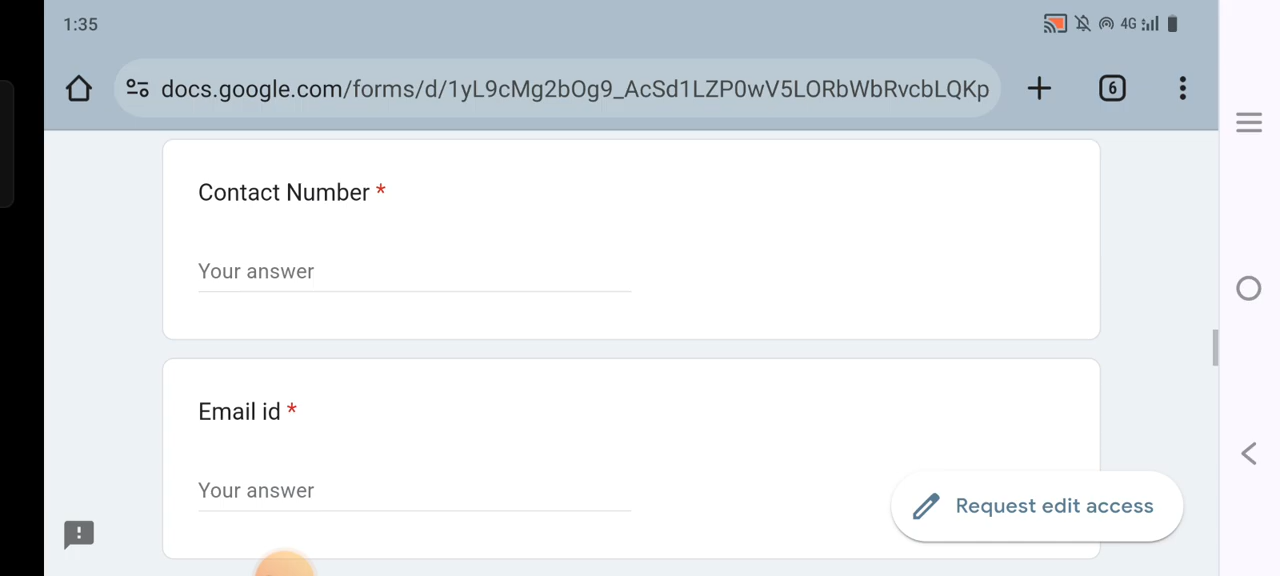 1:35
4G
docs.google.com/forms/d/1yL9cMg2bOg9_AcSd1LZP0wV5LORbWbRvcbLQKp
6
Contact Number *
Your answer
Email id *
Your answer
Request edit access